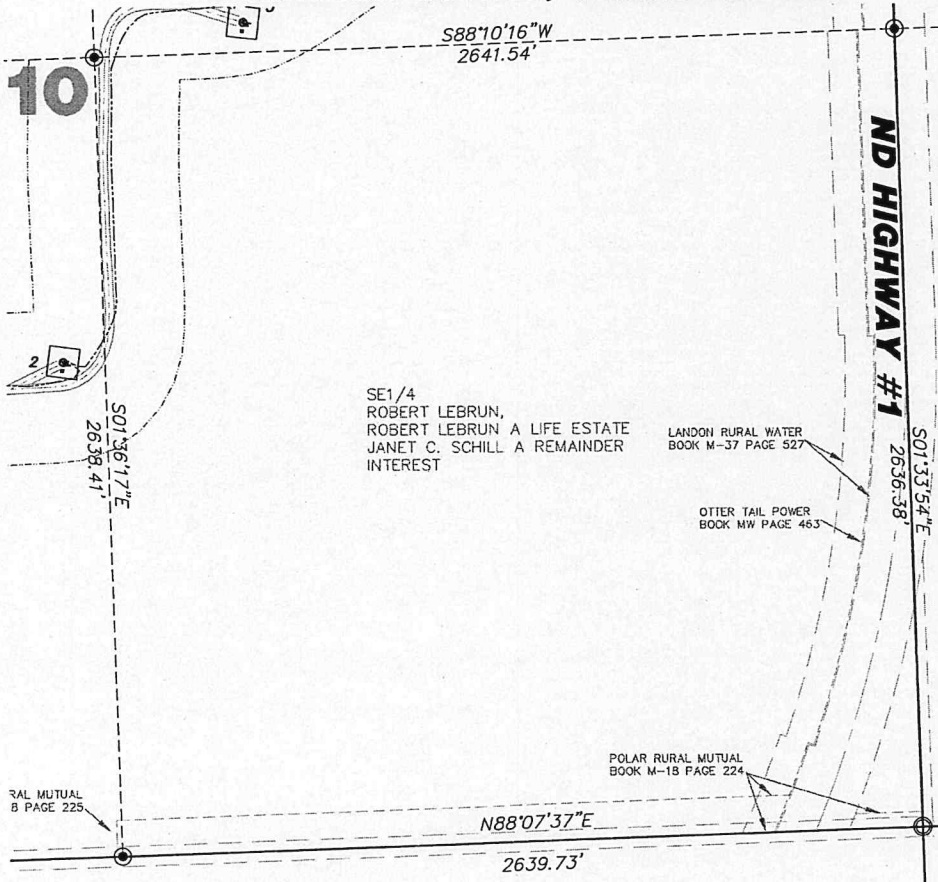 S88°10'16"W
2641.54'
10
ND HIGHWAY #1
2
SE1/4
ROBERT LEBRUN,
ROBERT LEBRUN A LIFE ESTATE
JANET C. SCHILL A REMAINDER
INTEREST
S01°36'17"E
2638.41'
LANDON RURAL WATER
BOOK M-37 PAGE 527
OTTER TAIL POWER
BOOK MW PAGE 463
S01°33'54"E
2636.38'
POLAR RURAL MUTUAL
BOOK M-18 PAGE 224
RAL MUTUAL
8 PAGE 225
N88°07'37"E
2639.73'